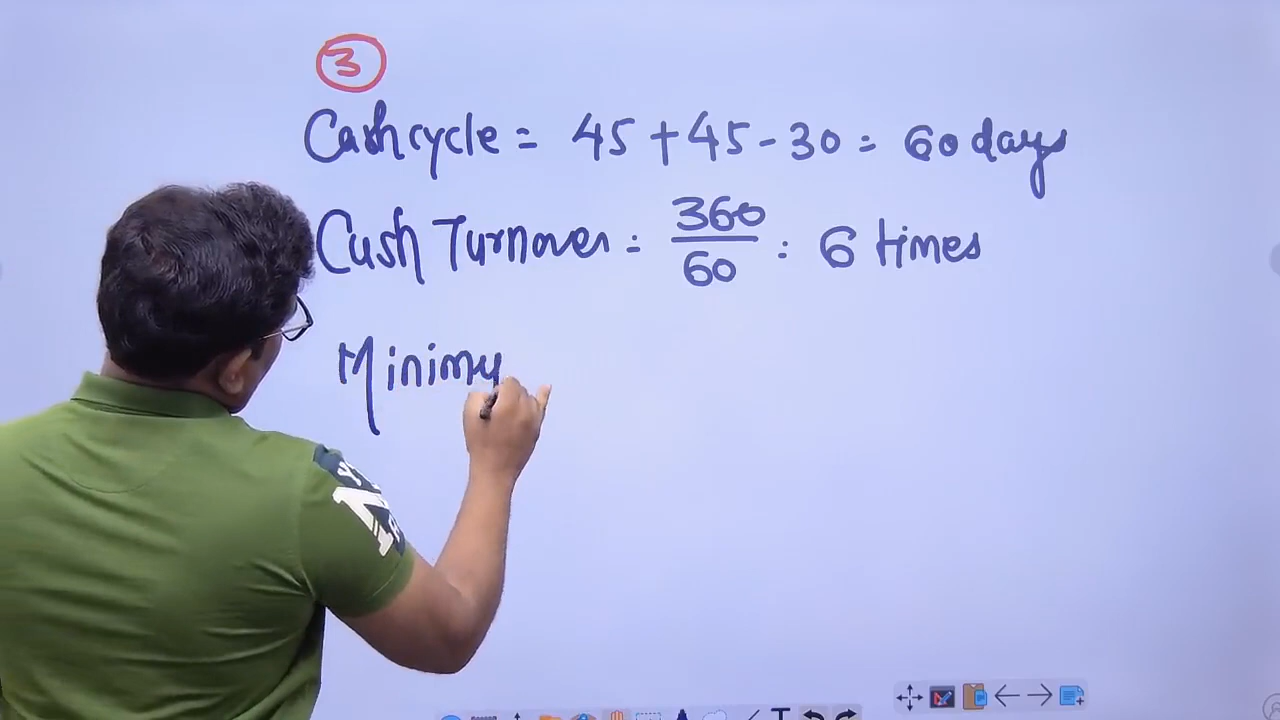 3
Cash cycle = 45 + 45 - 30 = 60 days
Cash Turnover = 360/60 = 6 times
Minimu